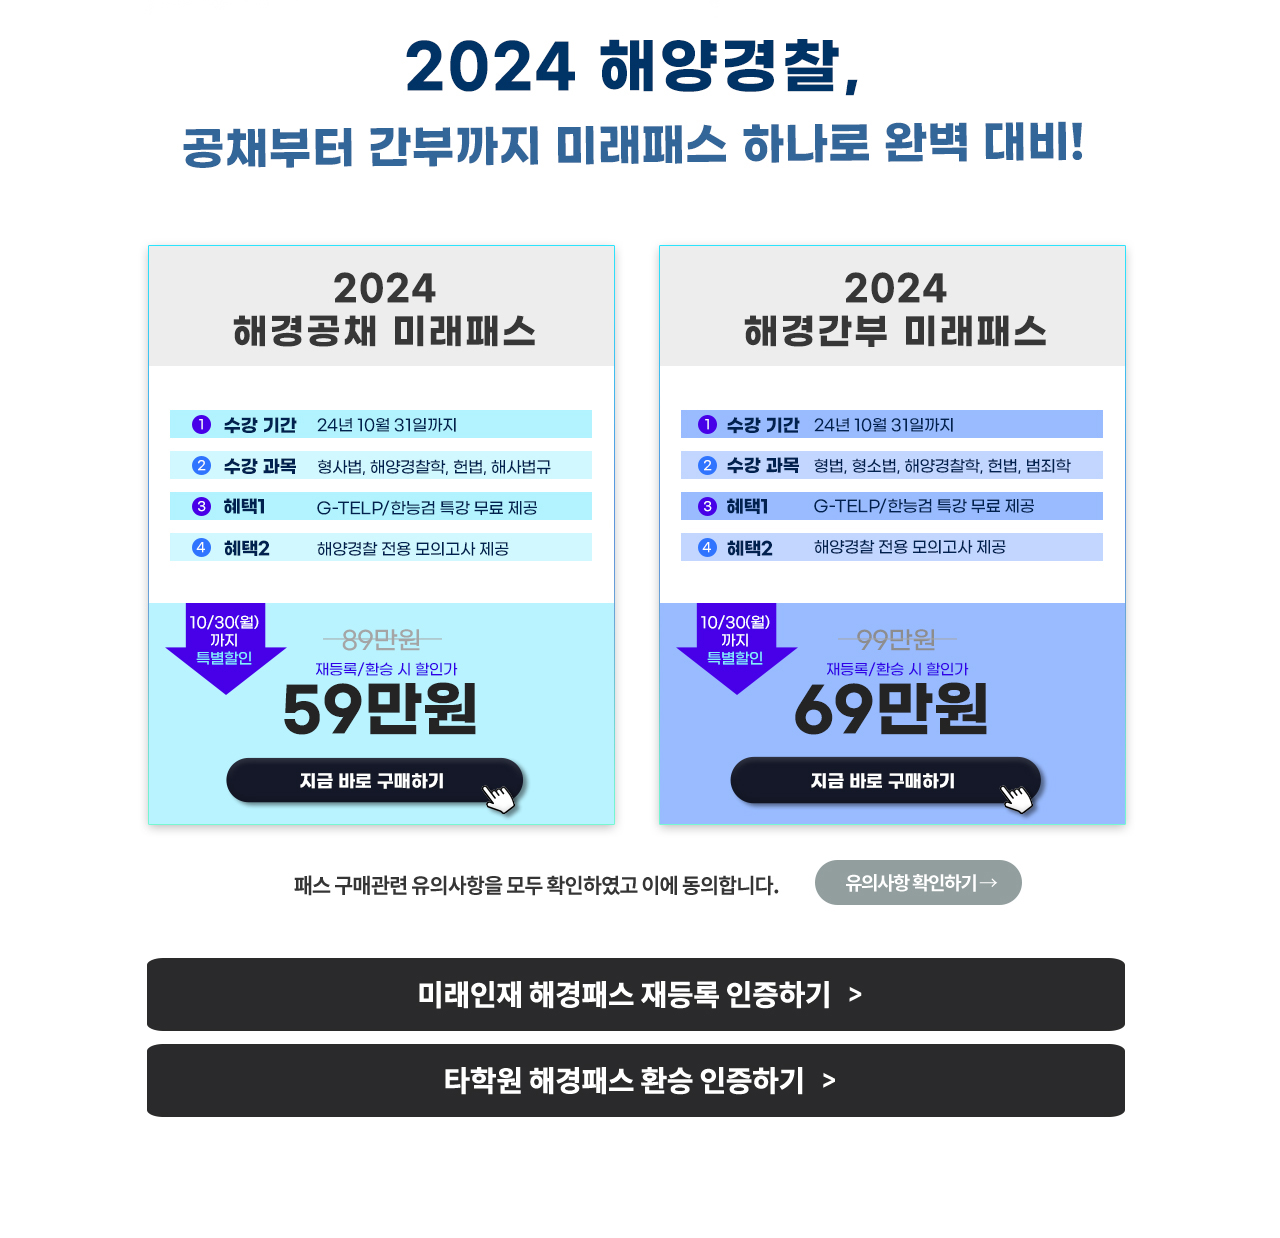 2024 해양경찰,
공채부터 간부까지 미래패스 하나로 완벽 대비!
2024
해경공채 미래패스
1 수강 기간 24년 10월 31일까지
2 수강 과목 형사법, 해양경찰학, 헌법, 해사법규
3 혜택1 G-TELP/한능검 특강 무료 제공
4 혜택2 해양경찰 전용 모의고사 제공
10/30(월)
까지
특별할인
89만원
재등록/환승 시 할인가
59만원
지금 바로 구매하기
2024
해경간부 미래패스
1 수강 기간 24년 10월 31일까지
2 수강 과목 형법, 형소법, 해양경찰학, 헌법, 범죄학
3 혜택1 G-TELP/한능검 특강 무료 제공
4 혜택2 해양경찰 전용 모의고사 제공
10/30(월)
까지
특별할인
99만원
재등록/환승 시 할인가
69만원
지금 바로 구매하기
패스 구매관련 유의사항을 모두 확인하였고 이에 동의합니다.
유의사항 확인하기→
미래인재 해경패스 재등록 인증하기 >
타학원 해경패스 환승 인증하기 >